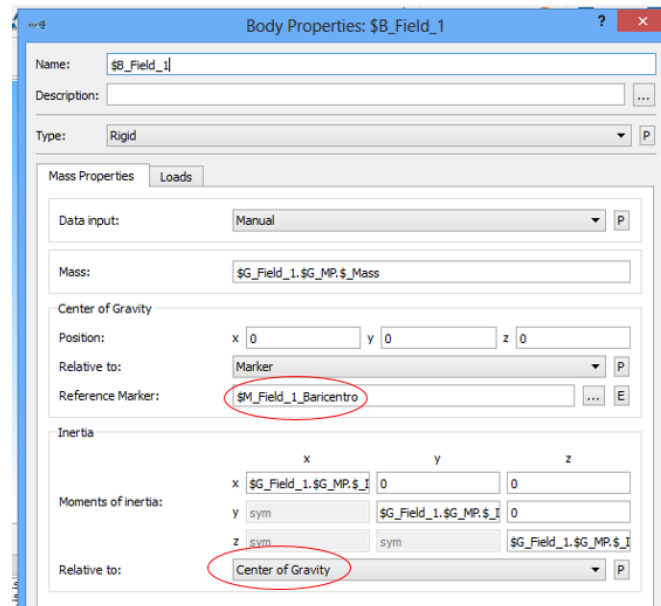 Body Properties: $B_Field_1 ? ×
Name: $B_Field_1
Description: ...
Type: Rigid P
Mass Properties Loads
Data input: Manual P
Mass: $G_Field_1.$G_MP.$_Mass
Center of Gravity
Position: x 0 y 0 z 0
Relative to: Marker P
Reference Marker: $M_Field_1_Baricentro ... E
Inertia
x y z
x $G_Field_1.$G_MP.$_I 0 0
Moments of inertia: y sym $G_Field_1.$G_MP.$_I 0
z sym sym $G_Field_1.$G_MP.$_I
Relative to: Center of Gravity P